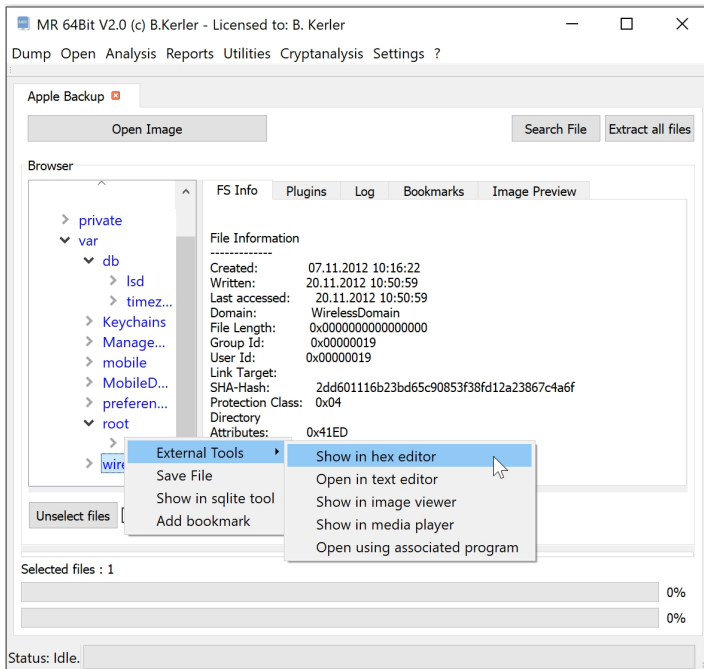 MR 64Bit V2.0 (c) B.Kerler - Licensed to: B. Kerler
Dump Open Analysis Reports Utilities Cryptanalysis Settings ?
Apple Backup
Open Image
Search File
Extract all files
Browser
private
var
db
lsd
timez...
Keychains
Manage...
mobile
MobileD...
preferen...
root
FS Info
Plugins
Log
Bookmarks
Image Preview
File Information
-------------
Created: 07.11.2012 10:16:22
Written: 20.11.2012 10:50:59
Last accessed: 20.11.2012 10:50:59
Domain: WirelessDomain
File Length: 0x0000000000000000
Group Id: 0x00000019
User Id: 0x00000019
Link Target:
SHA-Hash: 2dd601116b23bd65c90853f38fd12a23867c4a6f
Protection Class: 0x04
Directory
Attributes: 0x41ED
External Tools
Save File
Show in sqlite tool
Add bookmark
Show in hex editor
Open in text editor
Show in image viewer
Show in media player
Open using associated program
Unselect files
Selected files : 1
0%
0%
Status: Idle.